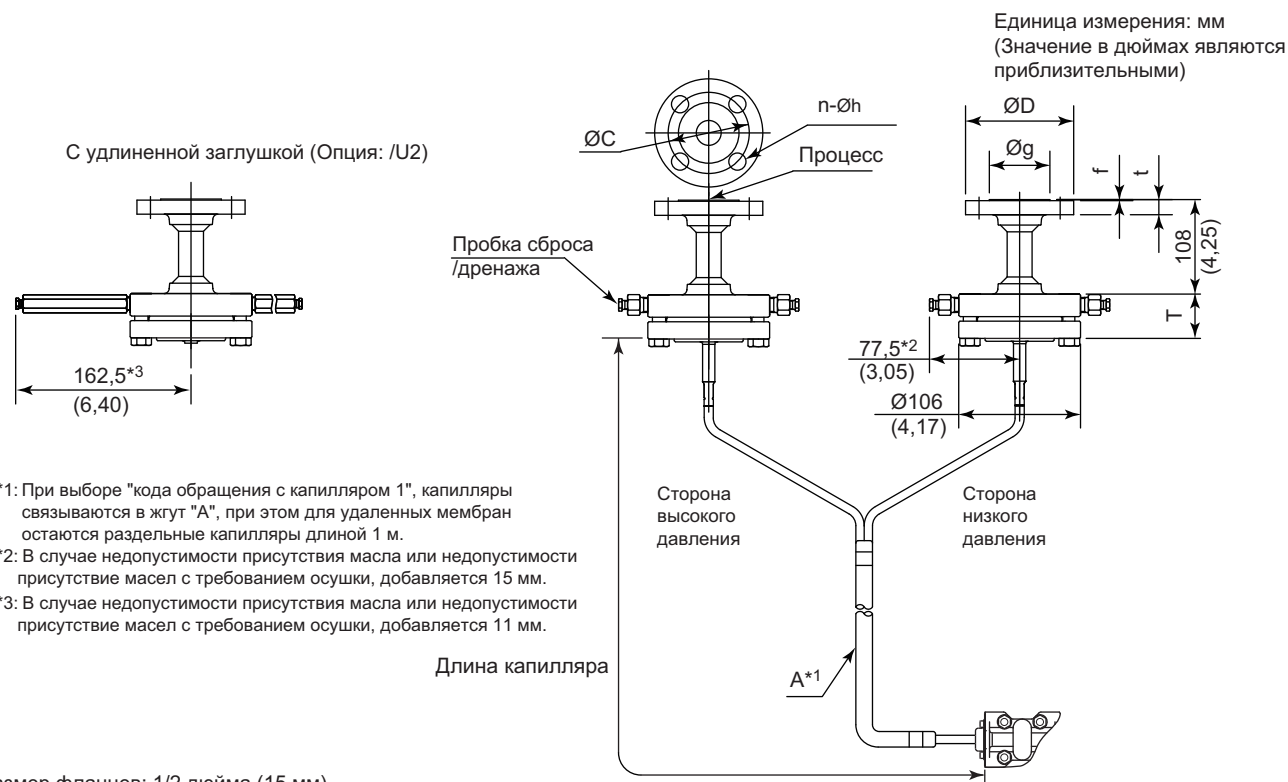 Единица измерения: мм
(Значение в дюймах являются
приблизительными)
С удлиненной заглушкой (Опция: /U2)
ØC
n-Øh
Процесс
ØD
Øg
f
t
108
(4,25)
T
Пробка сброса
/дренажа
162,5*3
(6,40)
77,5*2
(3,05)
Ø106
(4,17)
*1: При выборе "кода обращения с капилляром 1", капилляры
связываются в жгут "А", при этом для удаленных мембран
остаются раздельные капилляры длиной 1 м.
*2: В случае недопустимости присутствия масла или недопустимости
присутствие масел с требованием осушки, добавляется 15 мм.
*3: В случае недопустимости присутствия масла или недопустимости
присутствие масел с требованием осушки, добавляется 11 мм.
Сторона
высокого
давления
Сторона
низкого
давления
Длина капилляра
A*1